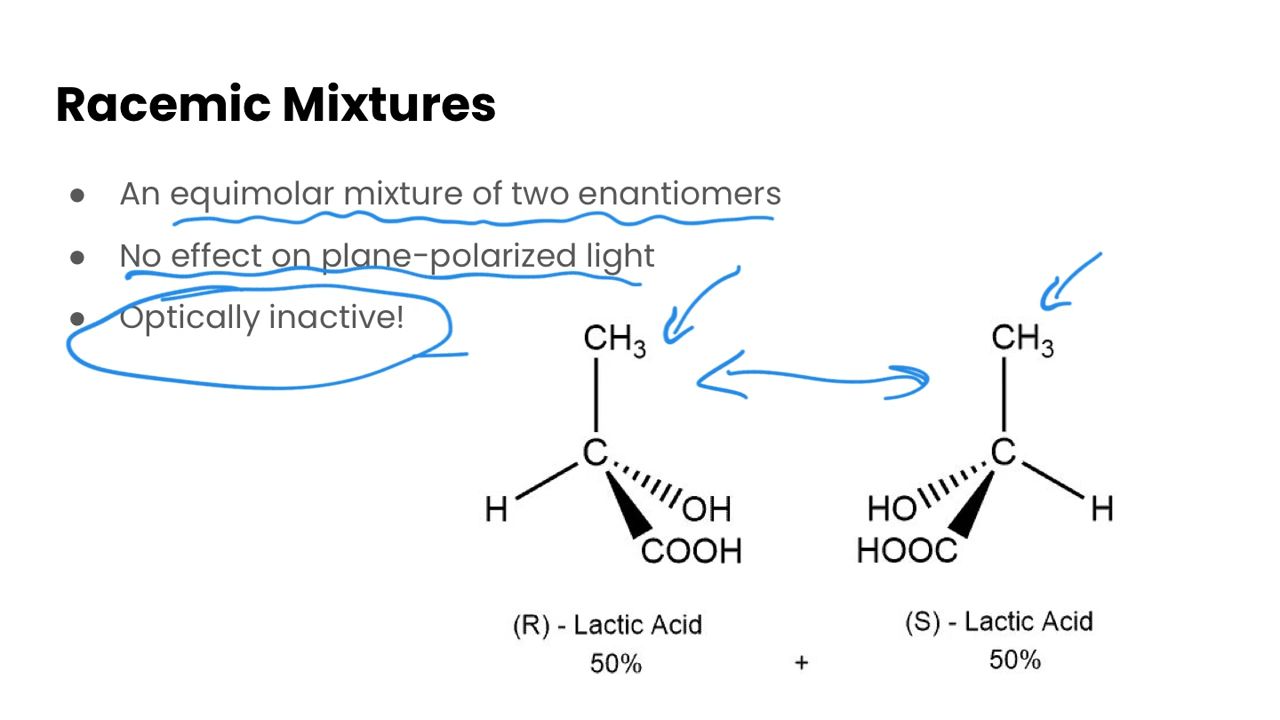 Racemic Mixtures
● An equimolar mixture of two enantiomers
● No effect on plane-polarized light
● Optically inactive!
CH3 CH3
C C
H OH HO H
COOH HOOC
(R) - Lactic Acid (S) - Lactic Acid
50% + 50%